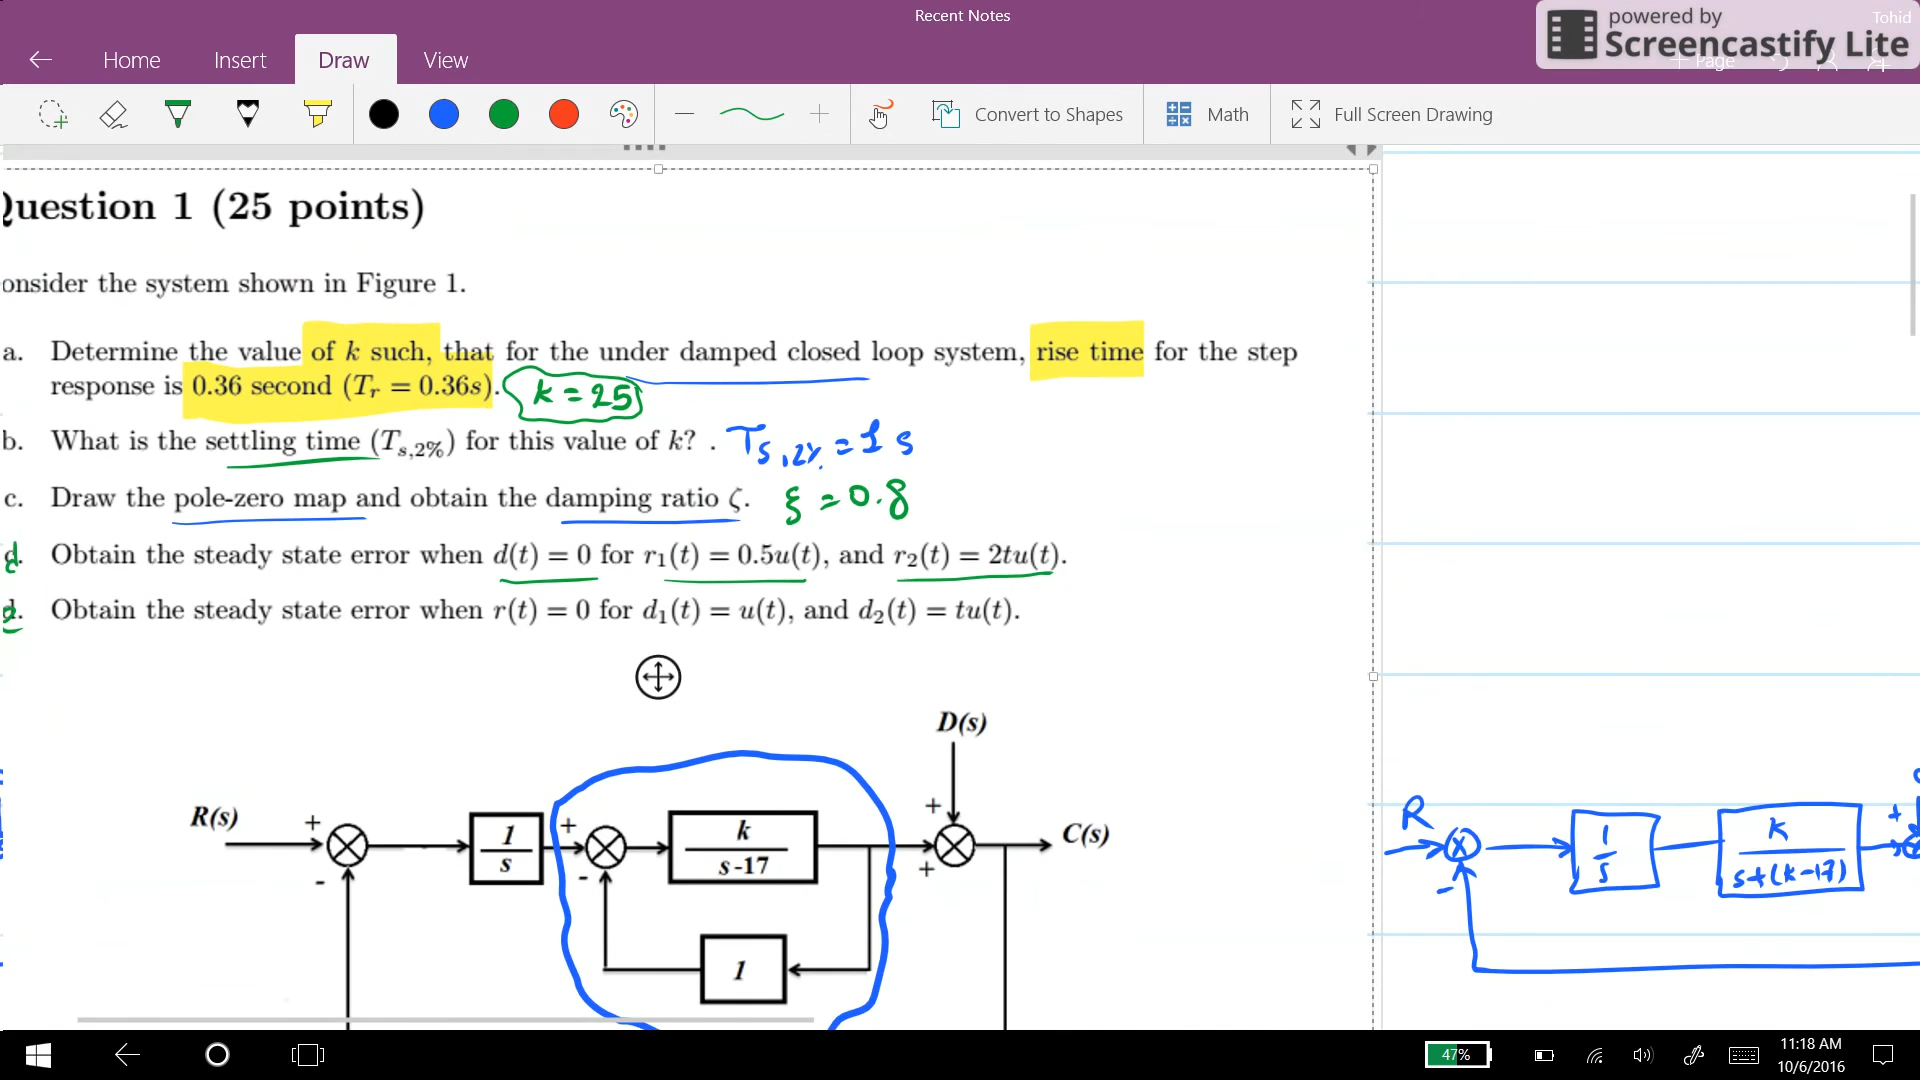 Recent Notes
Tohid
powered by
Screencastify Lite
Home Insert Draw View
Page
Convert to Shapes Math Full Screen Drawing
Question 1 (25 points)
onsider the system shown in Figure 1.
a. Determine the value of k such, that for the under damped closed loop system, rise time for the step
response is 0.36 second (Tr = 0.36s). k = 25
b. What is the settling time (Ts,2%) for this value of k? . Ts,2% = 1 s
c. Draw the pole-zero map and obtain the damping ratio ζ. ξ = 0.8
d. Obtain the steady state error when d(t) = 0 for r1(t) = 0.5u(t), and r2(t) = 2tu(t).
d. Obtain the steady state error when r(t) = 0 for d1(t) = u(t), and d2(t) = tu(t).
D(s)
R(s) + - 1/s + - k/(s-17) + + C(s)
1
R - 1/s k/(s+(k-17)) +
47%
11:18 AM
10/6/2016